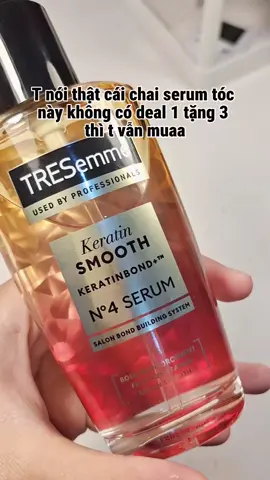 T nói thật cái chai serum tóc
này không có deal 1 tặng 3
thì t vẫn muaa
TRESemmé
USED BY PROFESSIONALS
Keratin
SMOOTH
KERATINBOND+™
Nº4 SERUM
SALON BOND BUILDING SYSTEM